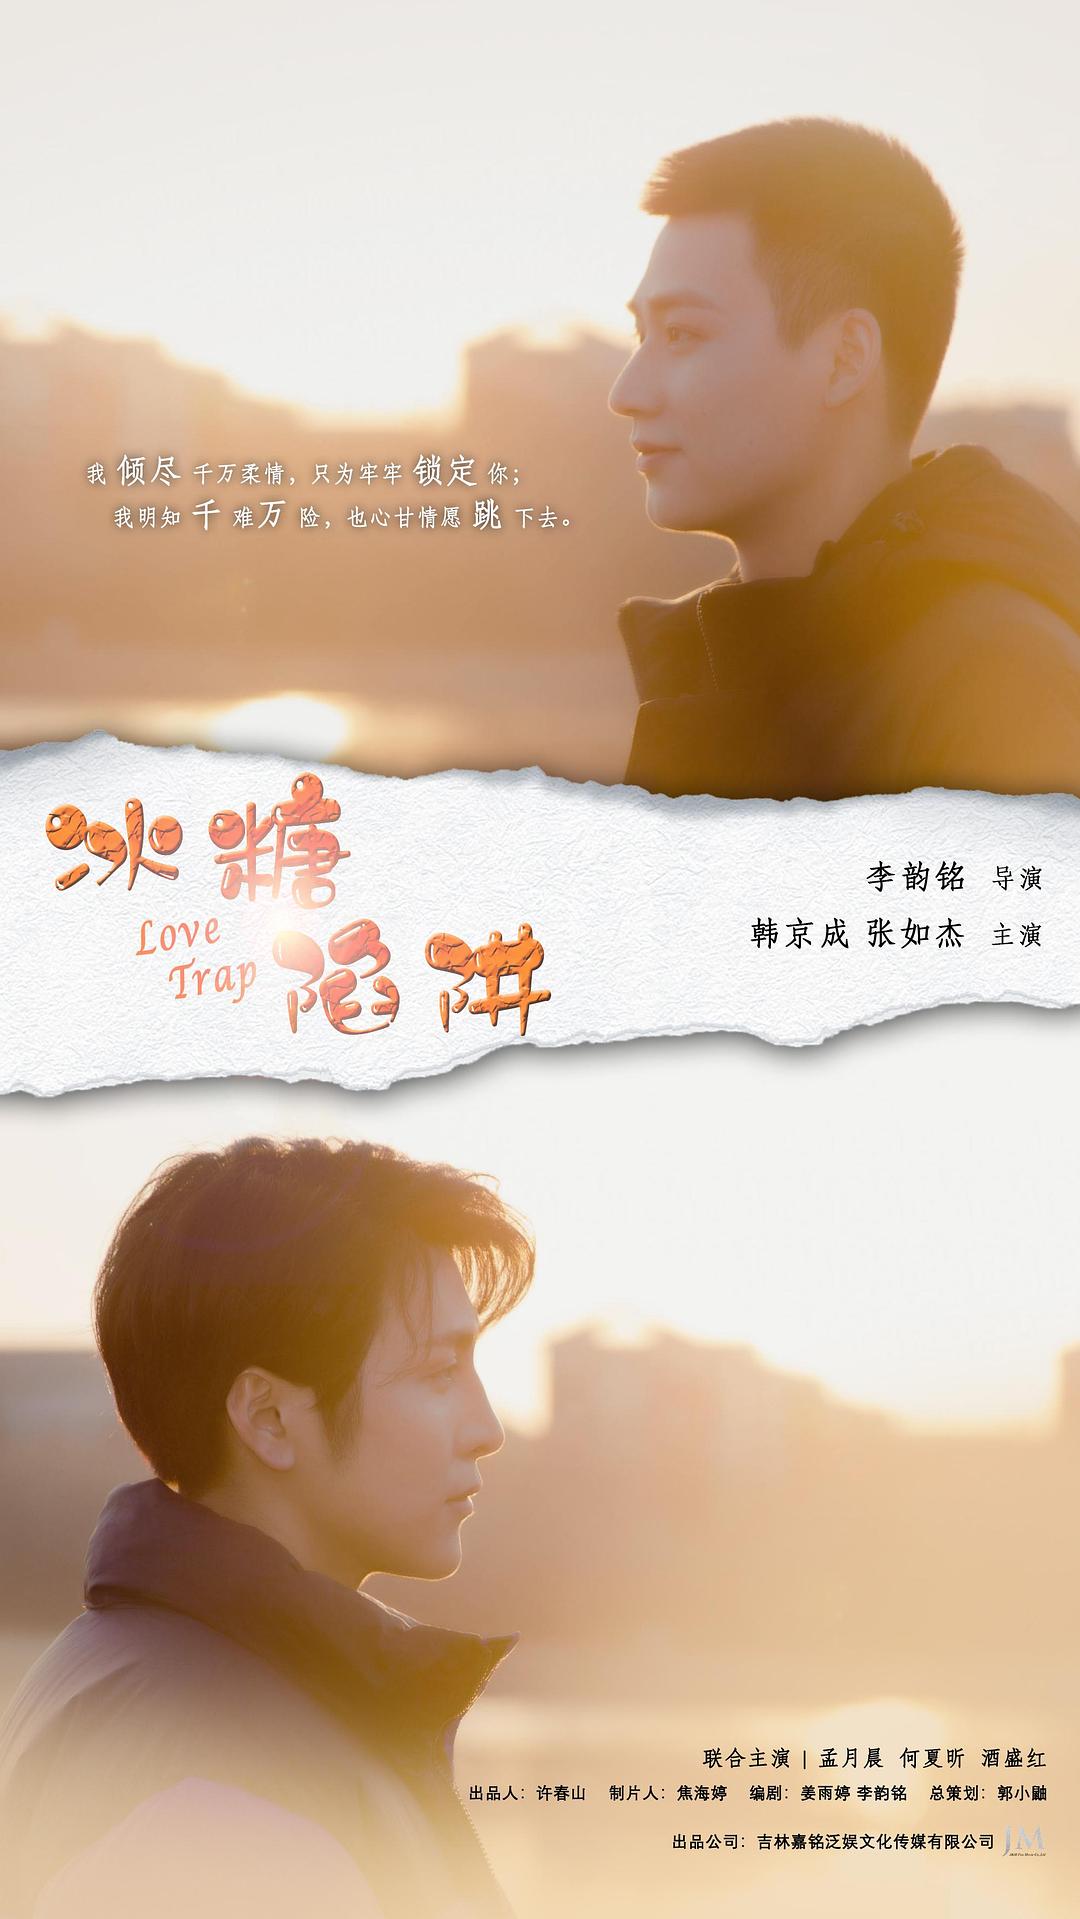 我 倾尽 千万柔情，只为牢牢 锁定 你；
我明知 千 难万 险，也心甘情愿 跳 下去。
冰糖
Love
Trap
陷阱
李韵铭 导演
韩京成 张如杰 主演
联合主演 | 孟月晨 何夏昕 酒盛红
出品人：许春山 制片人：焦海婷 编剧：姜雨婷 李韵铭 总策划：郭小鼬
出品公司：吉林嘉铭泛娱文化传媒有限公司 JM